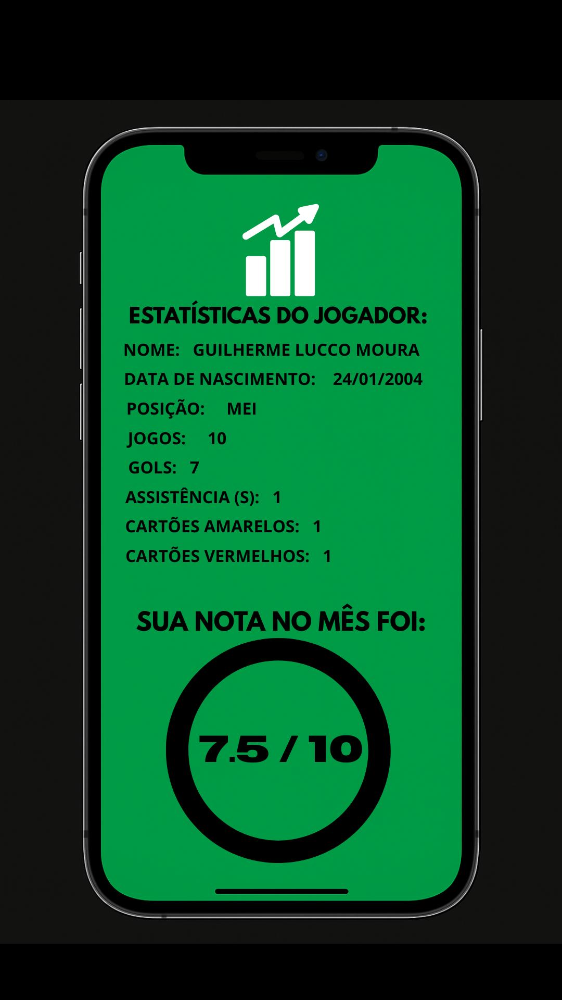 ESTATÍSTICAS DO JOGADOR:
NOME: GUILHERME LUCCO MOURA
DATA DE NASCIMENTO: 24/01/2004
POSIÇÃO: MEI
JOGOS: 10
GOLS: 7
ASSISTÊNCIA (S): 1
CARTÕES AMARELOS: 1
CARTÕES VERMELHOS: 1
SUA NOTA NO MÊS FOI:
7.5 / 10